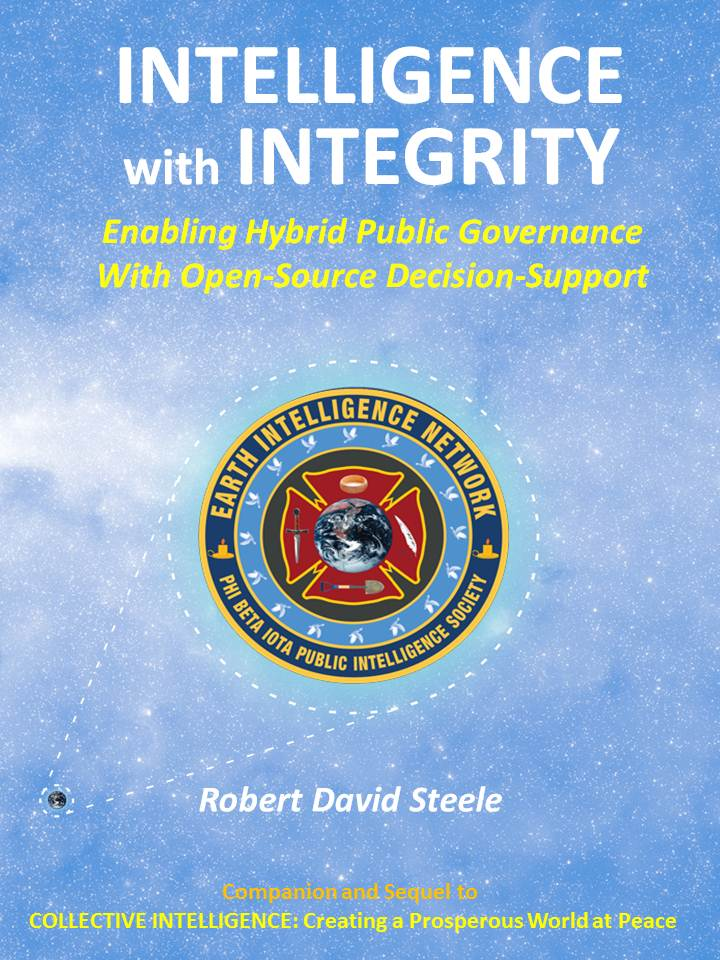 INTELLIGENCE
with INTEGRITY
Enabling Hybrid Public Governance
With Open-Source Decision-Support
EARTH INTELLIGENCE NETWORK
PHI BETA IOTA PUBLIC INTELLIGENCE SOCIETY
Robert David Steele
Companion and Sequel to
COLLECTIVE INTELLIGENCE: Creating a Prosperous World at Peace